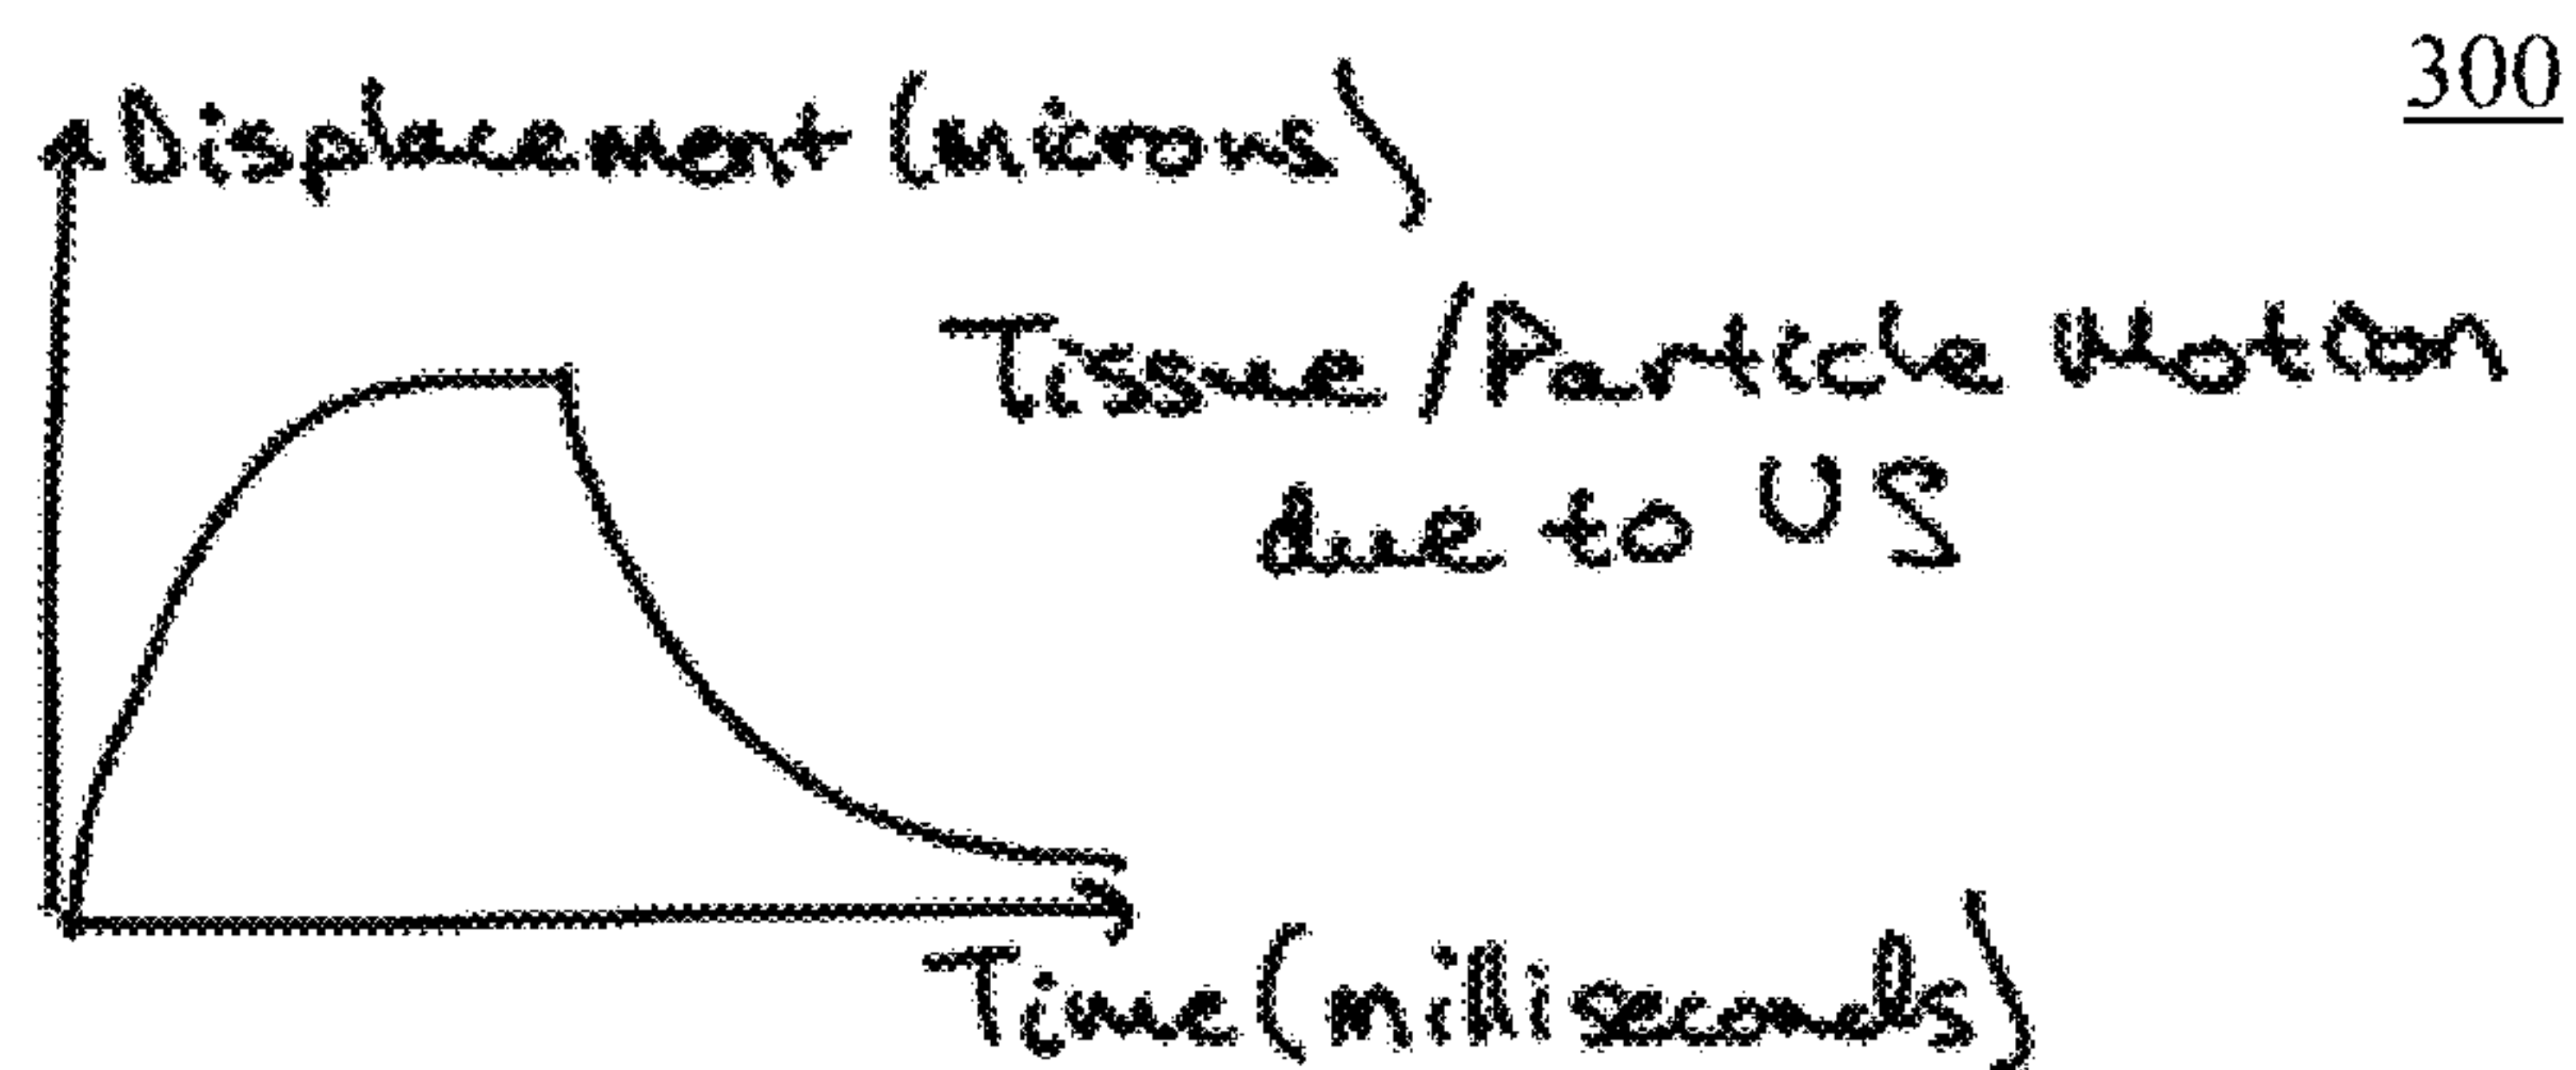 300
Displacement (microns)
Tissue/Particle Motion
due to US
Time (milliseconds)